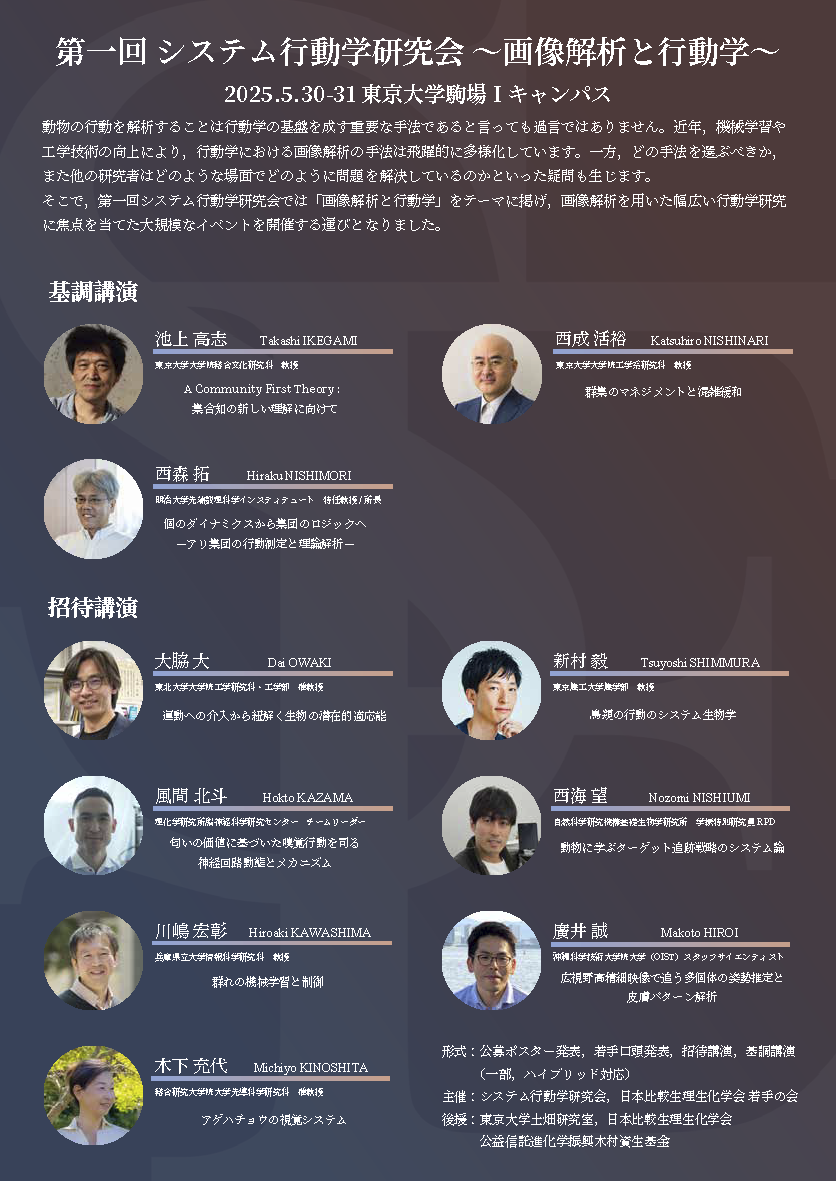 第一回 システム行動学研究会 ～画像解析と行動学～
2025.5.30-31 東京大学駒場 I キャンパス
動物の行動を解析することは行動学の基盤を成す重要な手法であると言っても過言ではありません。近年，機械学習や
工学技術の向上により，行動学における画像解析の手法は飛躍的に多様化しています。一方，どの手法を選ぶべきか，
また他の研究者はどのような場面でどのように問題を解決しているのかといった疑問も生じます。
そこで，第一回システム行動学研究会では「画像解析と行動学」をテーマに掲げ，画像解析を用いた幅広い行動学研究
に焦点を当てた大規模なイベントを開催する運びとなりました。
基調講演
池上 高志 Takashi IKEGAMI
東京大学大学院総合文化研究科 教授
A Community First Theory :
集合知の新しい理解に向けて
西成 活裕 Katsuhiro NISHINARI
東京大学大学院工学系研究科 教授
群集のマネジメントと混雑緩和
西森 拓 Hiraku NISHIMORI
明治大学先端数理科学インスティテュート 特任教授 / 所長
個のダイナミクスから集団のロジックへ
－アリ集団の行動測定と理論解析－
招待講演
大脇 大 Dai OWAKI
東北大学大学院工学研究科・工学部 准教授
運動への介入から紐解く生物の潜在的適応能
新村 毅 Tsuyoshi SHIMMURA
東京農工大学農学部 教授
鳥類の行動のシステム生物学
風間 北斗 Hokto KAZAMA
理化学研究所脳神経科学研究センター チームリーダー
匂いの価値に基づいた嗅覚行動を司る
神経回路動態とメカニズム
西海 望 Nozomi NISHIUMI
自然科学研究機構基礎生物学研究所 学振特別研究員 RPD
動物に学ぶターゲット追跡戦略のシステム論
川嶋 宏彰 Hiroaki KAWASHIMA
兵庫県立大学情報科学研究科 教授
群れの機械学習と制御
廣井 誠 Makoto HIROI
沖縄科学技術大学院大学（OIST）スタッフサイエンティスト
広視野高精細映像で追う多個体の姿勢推定と
皮膚パターン解析
木下 充代 Michiyo KINOSHITA
総合研究大学院大学先導科学研究科 准教授
アゲハチョウの視覚システム
形式：公募ポスター発表，若手口頭発表，招待講演，基調講演
（一部，ハイブリッド対応）
主催：システム行動学研究会，日本比較生理生化学会 若手の会
後援：東京大学土畑研究室，日本比較生理生化学会
公益信託進化学振興木村資生基金